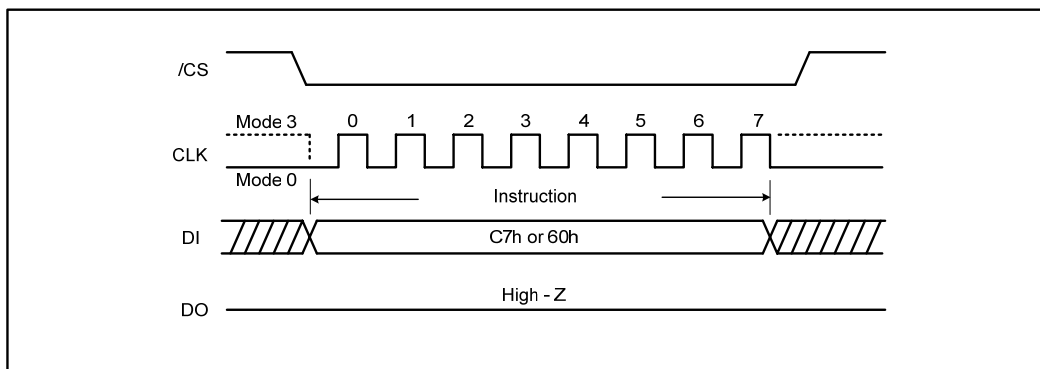 /CS
Mode 3 0 1 2 3 4 5 6 7
CLK
Mode 0
Instruction
DI C7h or 60h
High - Z
DO